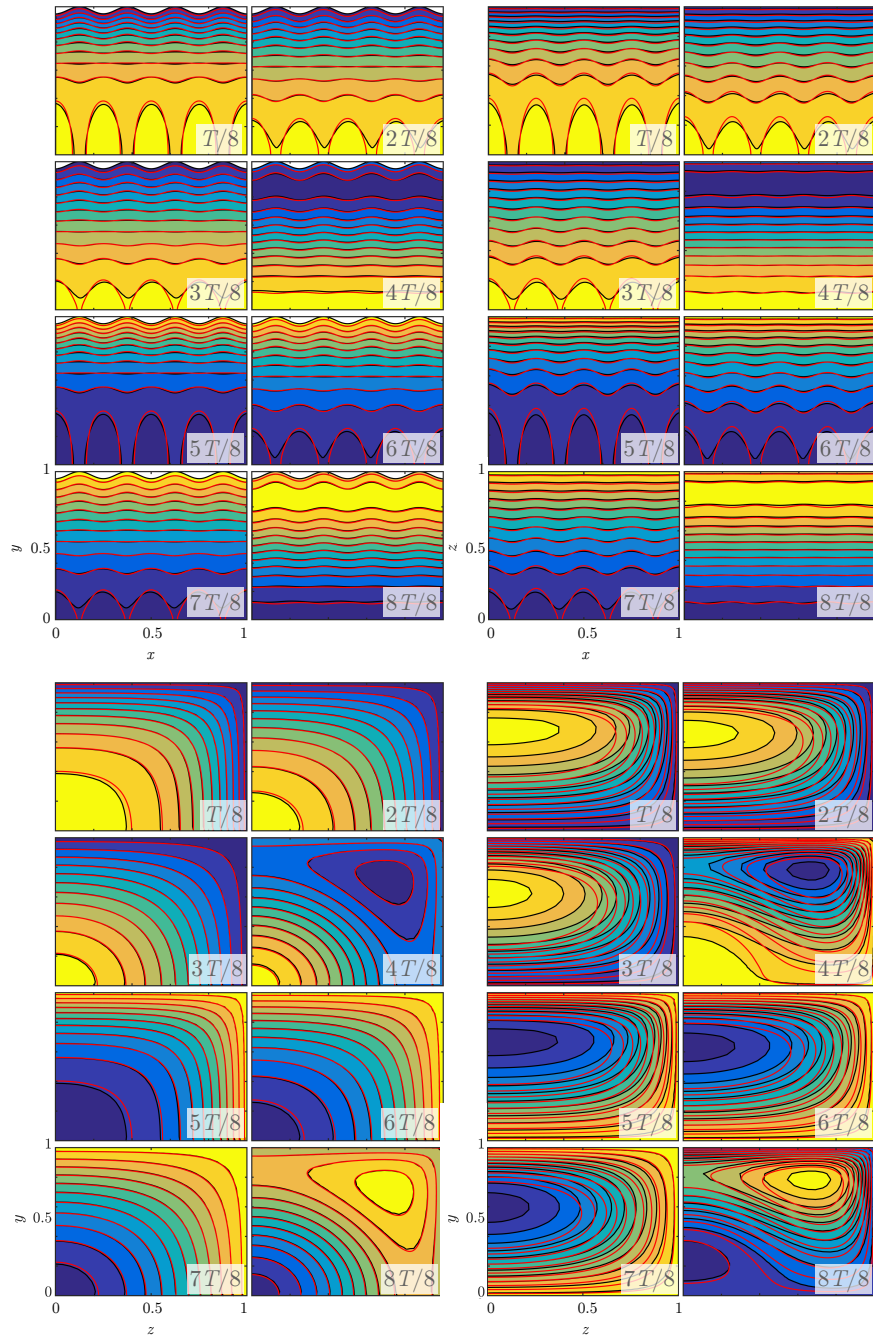 T/8 2T/8 T/8 2T/8
3T/8 4T/8 3T/8 4T/8
5T/8 6T/8 5T/8 6T/8
1 1
y 0.5 z 0.5
7T/8 8T/8 7T/8 8T/8
0 0
0 0.5 1 0 0.5 1
x x
T/8 2T/8 T/8 2T/8
3T/8 4T/8 3T/8 4T/8
5T/8 6T/8 5T/8 6T/8
1 1
y 0.5 y 0.5
7T/8 8T/8 7T/8 8T/8
0 0
0 0.5 1 0 0.5 1
z z